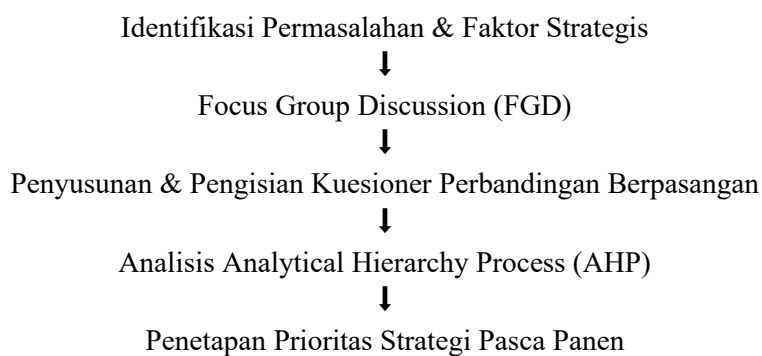 Identifikasi Permasalahan & Faktor Strategis
Focus Group Discussion (FGD)
Penyusunan & Pengisian Kuesioner Perbandingan Berpasangan
Analisis Analytical Hierarchy Process (AHP)
Penetapan Prioritas Strategi Pasca Panen